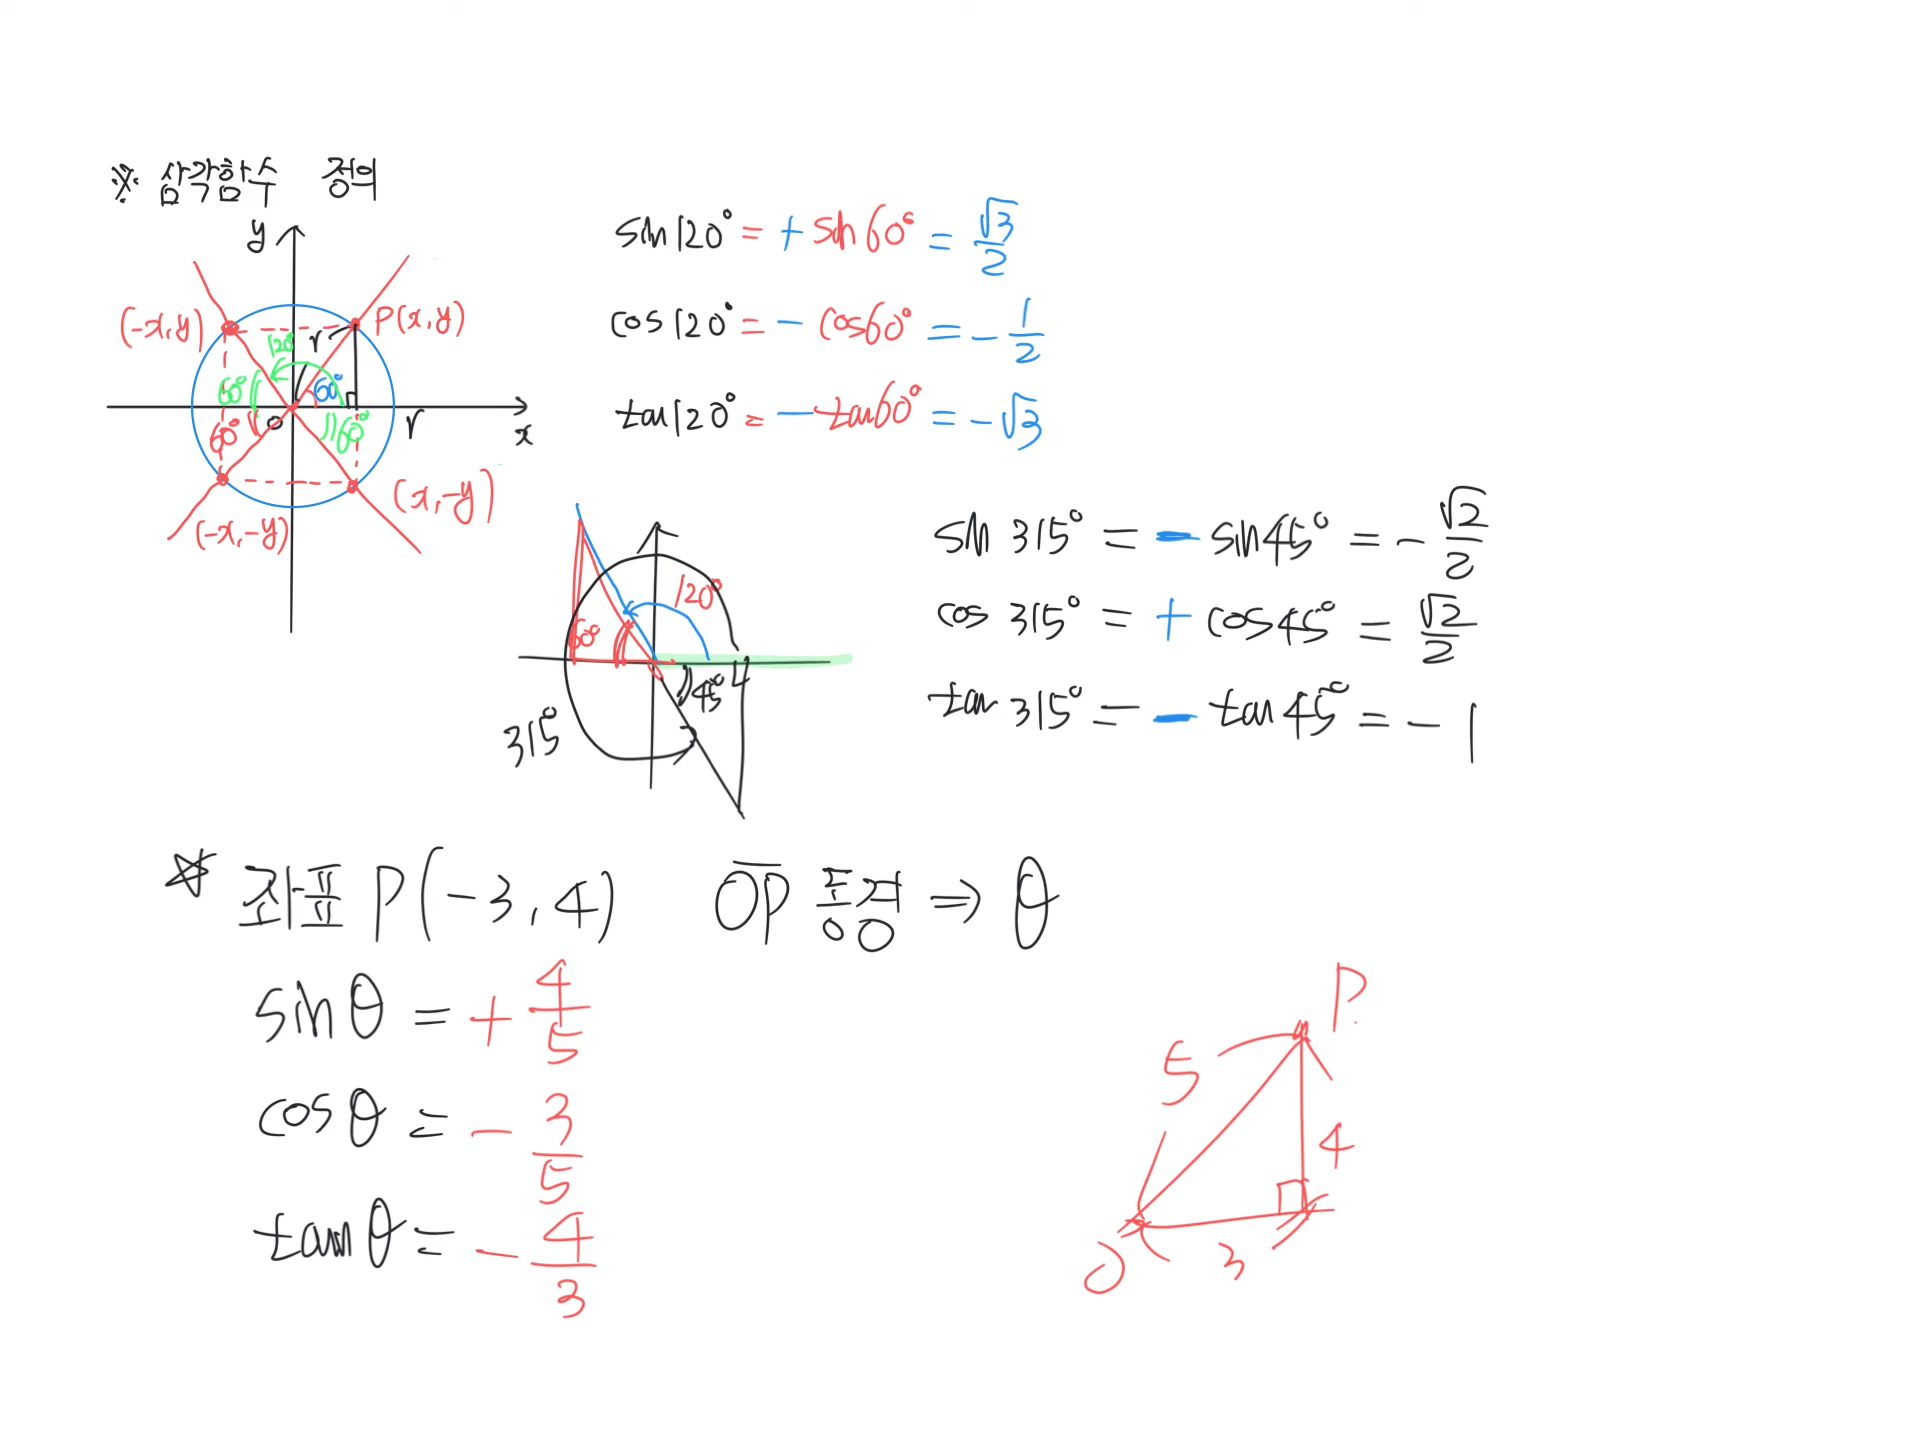 ※ 삼각함수 정의
y
(-x,y)
P(x,y)
r
120°
60°
60°
60°
60°
O
r
x
(-x,-y)
(x,-y)
sin120° = + sin60° = √3/2
cos120° = - cos60° = - 1/2
tan120° = - tan60° = - √3
120°
60°
45°
315°
sin 315° = - sin45° = - √2/2
cos 315° = + cos45° = √2/2
tan 315° = - tan45° = - 1
☆ 좌표 P(-3,4) OP 동경 ⇒ θ
sinθ = + 4/5
cosθ = - 3/5
tanθ = - 4/3
P
5
4
O
3